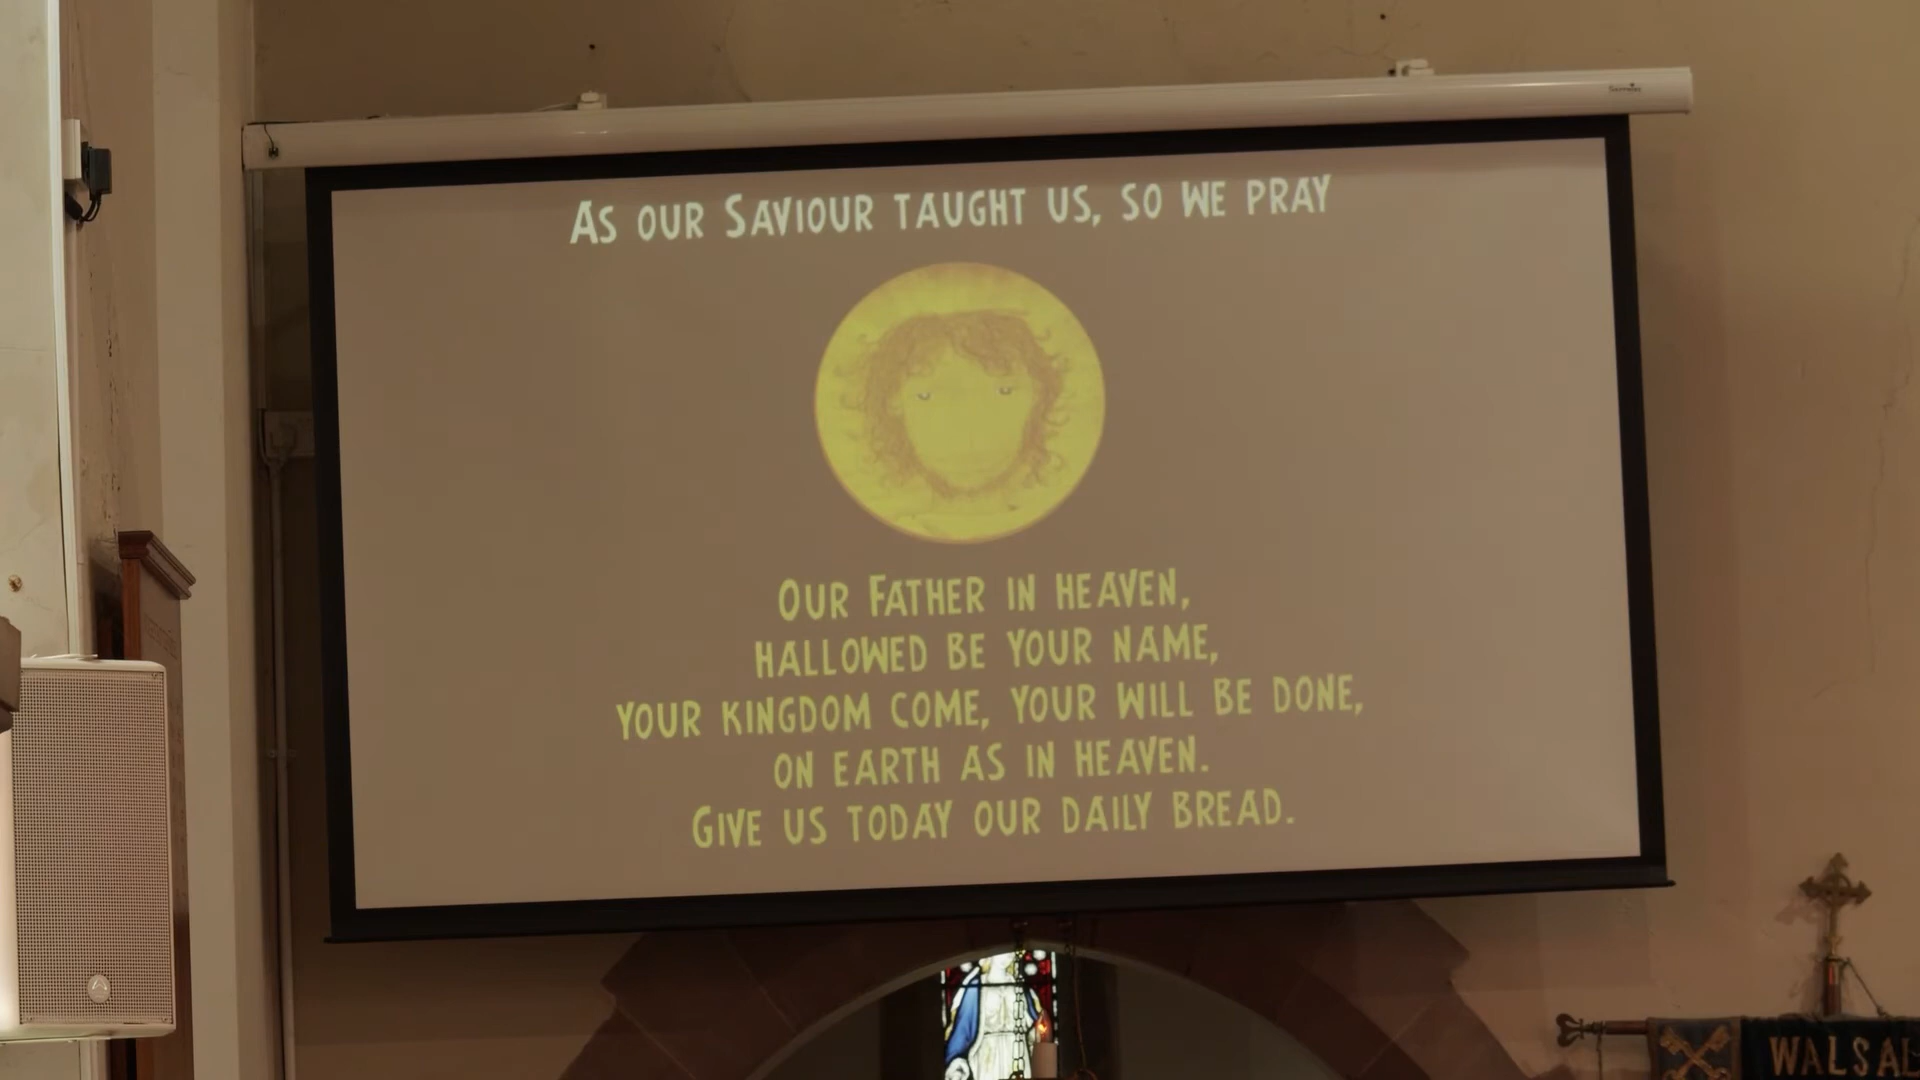 Sapphire
As our Saviour taught us, so we pray
Our Father in heaven,
hallowed be your name,
your kingdom come, your will be done,
on earth as in heaven.
Give us today our daily bread.
WALSAL